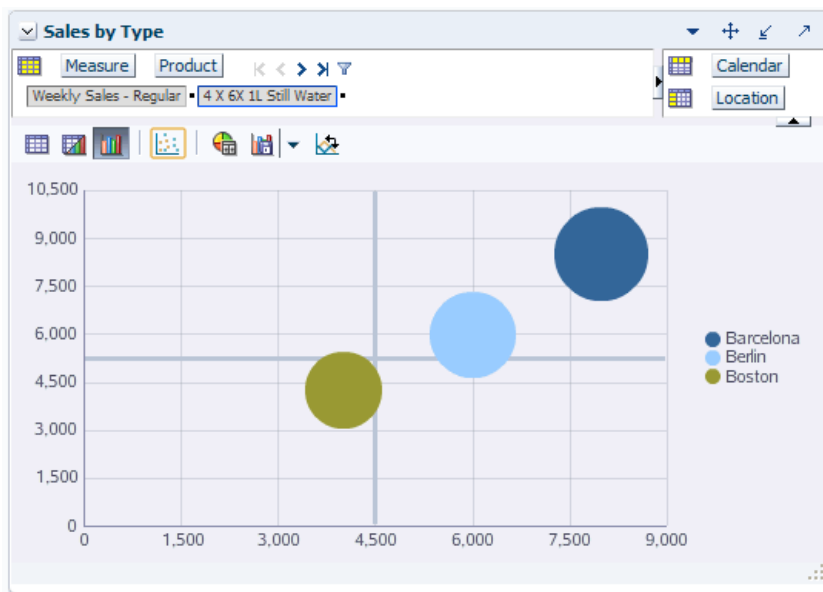 Sales by Type
Measure Product Calendar
Weekly Sales - Regular 4 X 6X 1L Still Water Location
10,500
9,000
7,500
6,000
4,500
3,000
1,500
0
0 1,500 3,000 4,500 6,000 7,500 9,000
Barcelona
Berlin
Boston